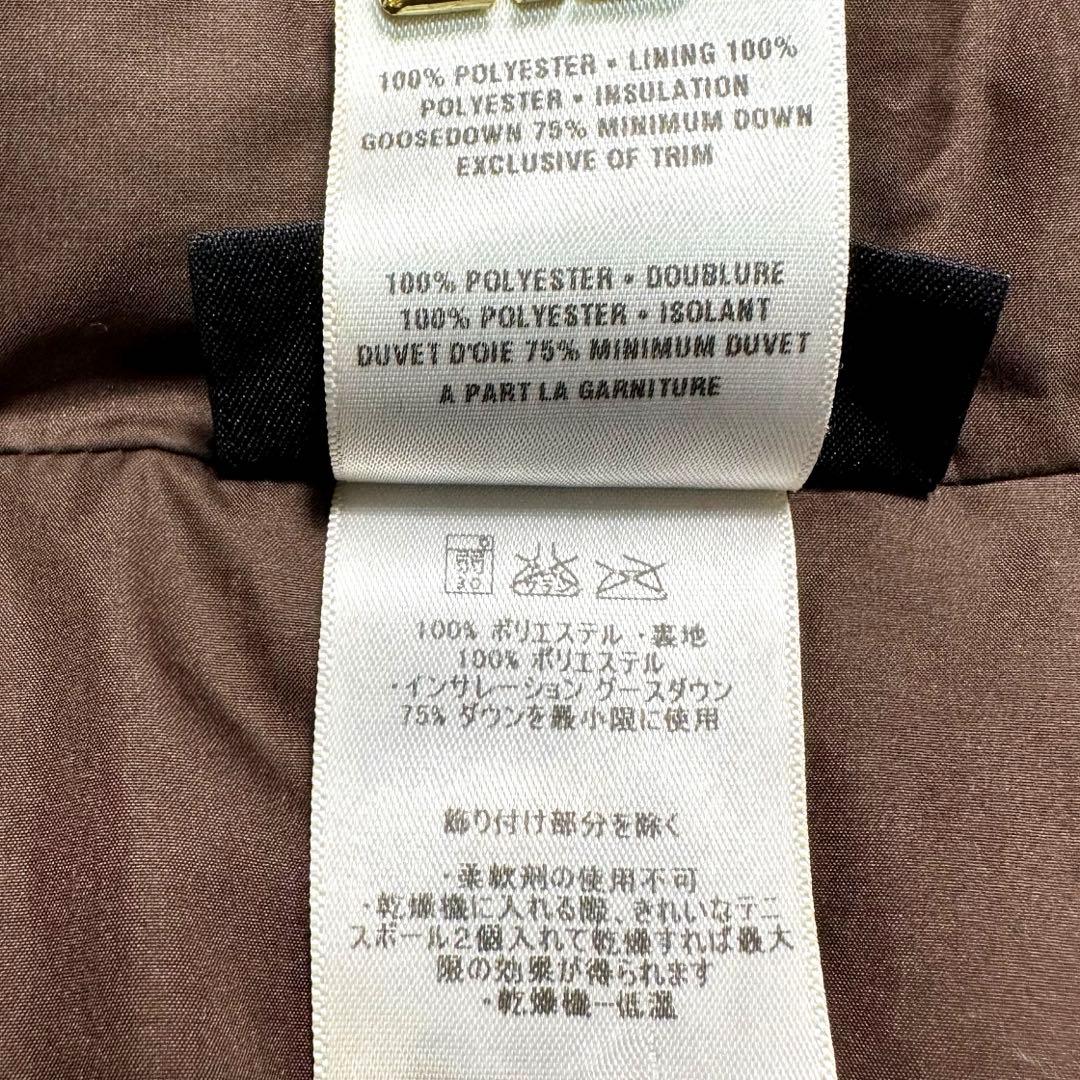 100% POLYESTER • LINING 100%
POLYESTER • INSULATION
GOOSEDOWN 75% MINIMUM DOWN
EXCLUSIVE OF TRIM
100% POLYESTER • DOUBLURE
100% POLYESTER • ISOLANT
DUVET D'OIE 75% MINIMUM DUVET
A PART LA GARNITURE
弱
30
100% ポリエステル・裏地
100% ポリエステル
・インサレーション グースダウン
75% ダウンを最小限に使用
飾り付け部分を除く
・柔軟剤の使用不可
・乾燥機に入れる際、きれいなテニ
スボール2個入れて乾燥すれば最大
限の効果が得られます
・乾燥機ー低温